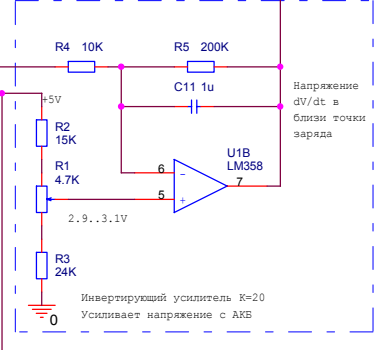 R4 10K
R5 200K
C11 1u
+5V
R2
15K
R1
4.7K
2.9..3.1V
R3
24K
0
6
5
7
-
+
U1B
LM358
Напряжение
dV/dt в
близи точки
заряда
Инвертирующий усилитель K=20
Усиливает напряжение с АКБ